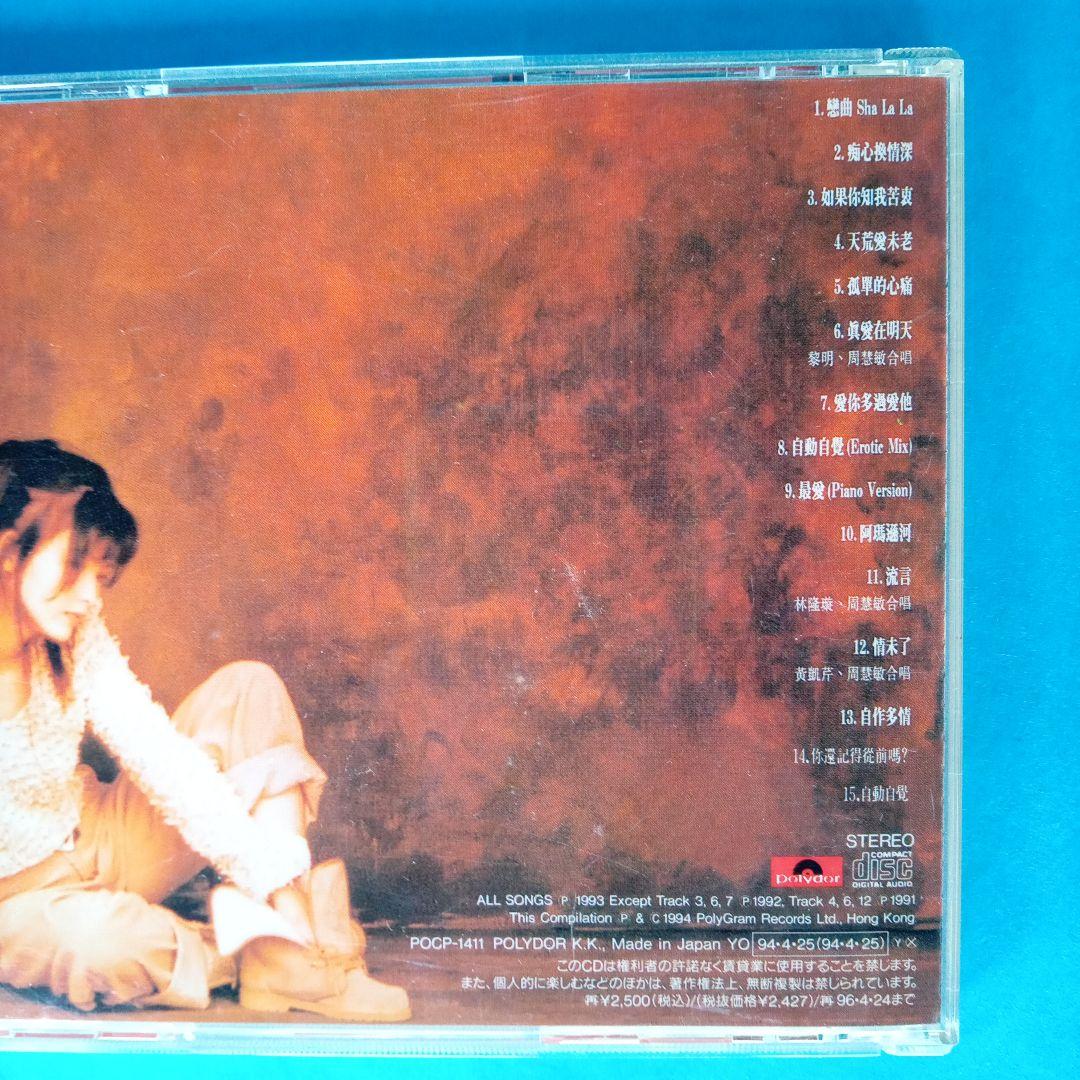 1. 戀曲 Sha La La
2. 痴心換情深
3. 如果你知我苦衷
4. 天荒愛未老
5. 孤單的心痛
6. 眞愛在明天
黎明、周慧敏合唱
7. 愛你多過愛他
8. 自動自覺 (Erotic Mix)
9. 最愛 (Piano Version)
10. 阿瑪遜河
11. 流言
林隆璇、周慧敏合唱
12. 情未了
黃凱芹、周慧敏合唱
13. 自作多情
14. 你還記得從前嗎?
15. 自動自覺
STEREO
polydor
COMPACT disc DIGITAL AUDIO
ALL SONGS Ⓟ 1993 Except Track 3, 6, 7 Ⓟ 1992, Track 4, 6, 12 Ⓟ 1991
This Compilation Ⓟ & Ⓒ 1994 PolyGram Records Ltd., Hong Kong
POCP-1411 POLYDOR K.K., Made in Japan YO 94・4・25(94・4・25) Y X
このCDは権利者の許諾なく賃貸業に使用することを禁じます。
また、個人的に楽しむなどのほかは、著作権法上、無断複製は禁じられています。
再¥2,500(税込)/(税抜価格¥2,427)/再96・4・24まで